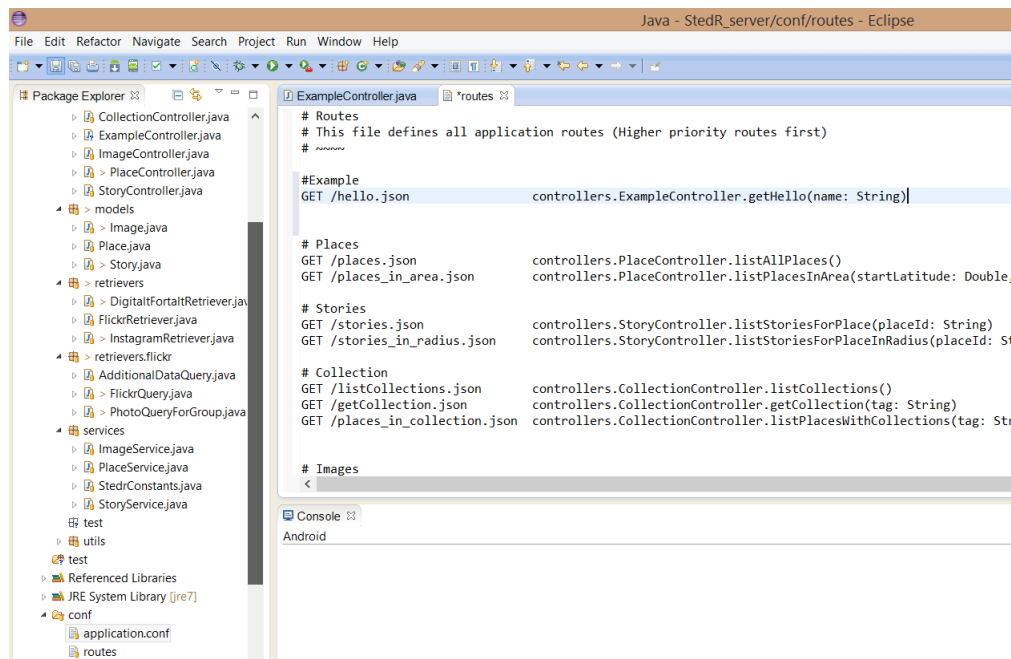 Java - StedR_server/conf/routes - Eclipse
File Edit Refactor Navigate Search Project Run Window Help
Package Explorer
CollectionController.java
ExampleController.java
ImageController.java
> PlaceController.java
StoryController.java
> models
> Image.java
Place.java
> Story.java
> retrievers
> DigitaltFortaltRetriever.jav
FlickrRetriever.java
> InstagramRetriever.java
> retrievers.flickr
AdditionalDataQuery.java
> FlickrQuery.java
> PhotoQueryForGroup.java
services
ImageService.java
PlaceService.java
StedrConstants.java
StoryService.java
test
utils
test
Referenced Libraries
JRE System Library [jre7]
conf
application.conf
routes
ExampleController.java *routes
# Routes
# This file defines all application routes (Higher priority routes first)
# ~~~~
#Example
GET /hello.json controllers.ExampleController.getHello(name: String)
# Places
GET /places.json controllers.PlaceController.listAllPlaces()
GET /places_in_area.json controllers.PlaceController.listPlacesInArea(startLatitude: Double,
# Stories
GET /stories.json controllers.StoryController.listStoriesForPlace(placeId: String)
GET /stories_in_radius.json controllers.StoryController.listStoriesForPlaceInRadius(placeId: St
# Collection
GET /listCollections.json controllers.CollectionController.listCollections()
GET /getCollection.json controllers.CollectionController.getCollection(tag: String)
GET /places_in_collection.json controllers.CollectionController.listPlacesWithCollections(tag: Str
# Images
Console
Android